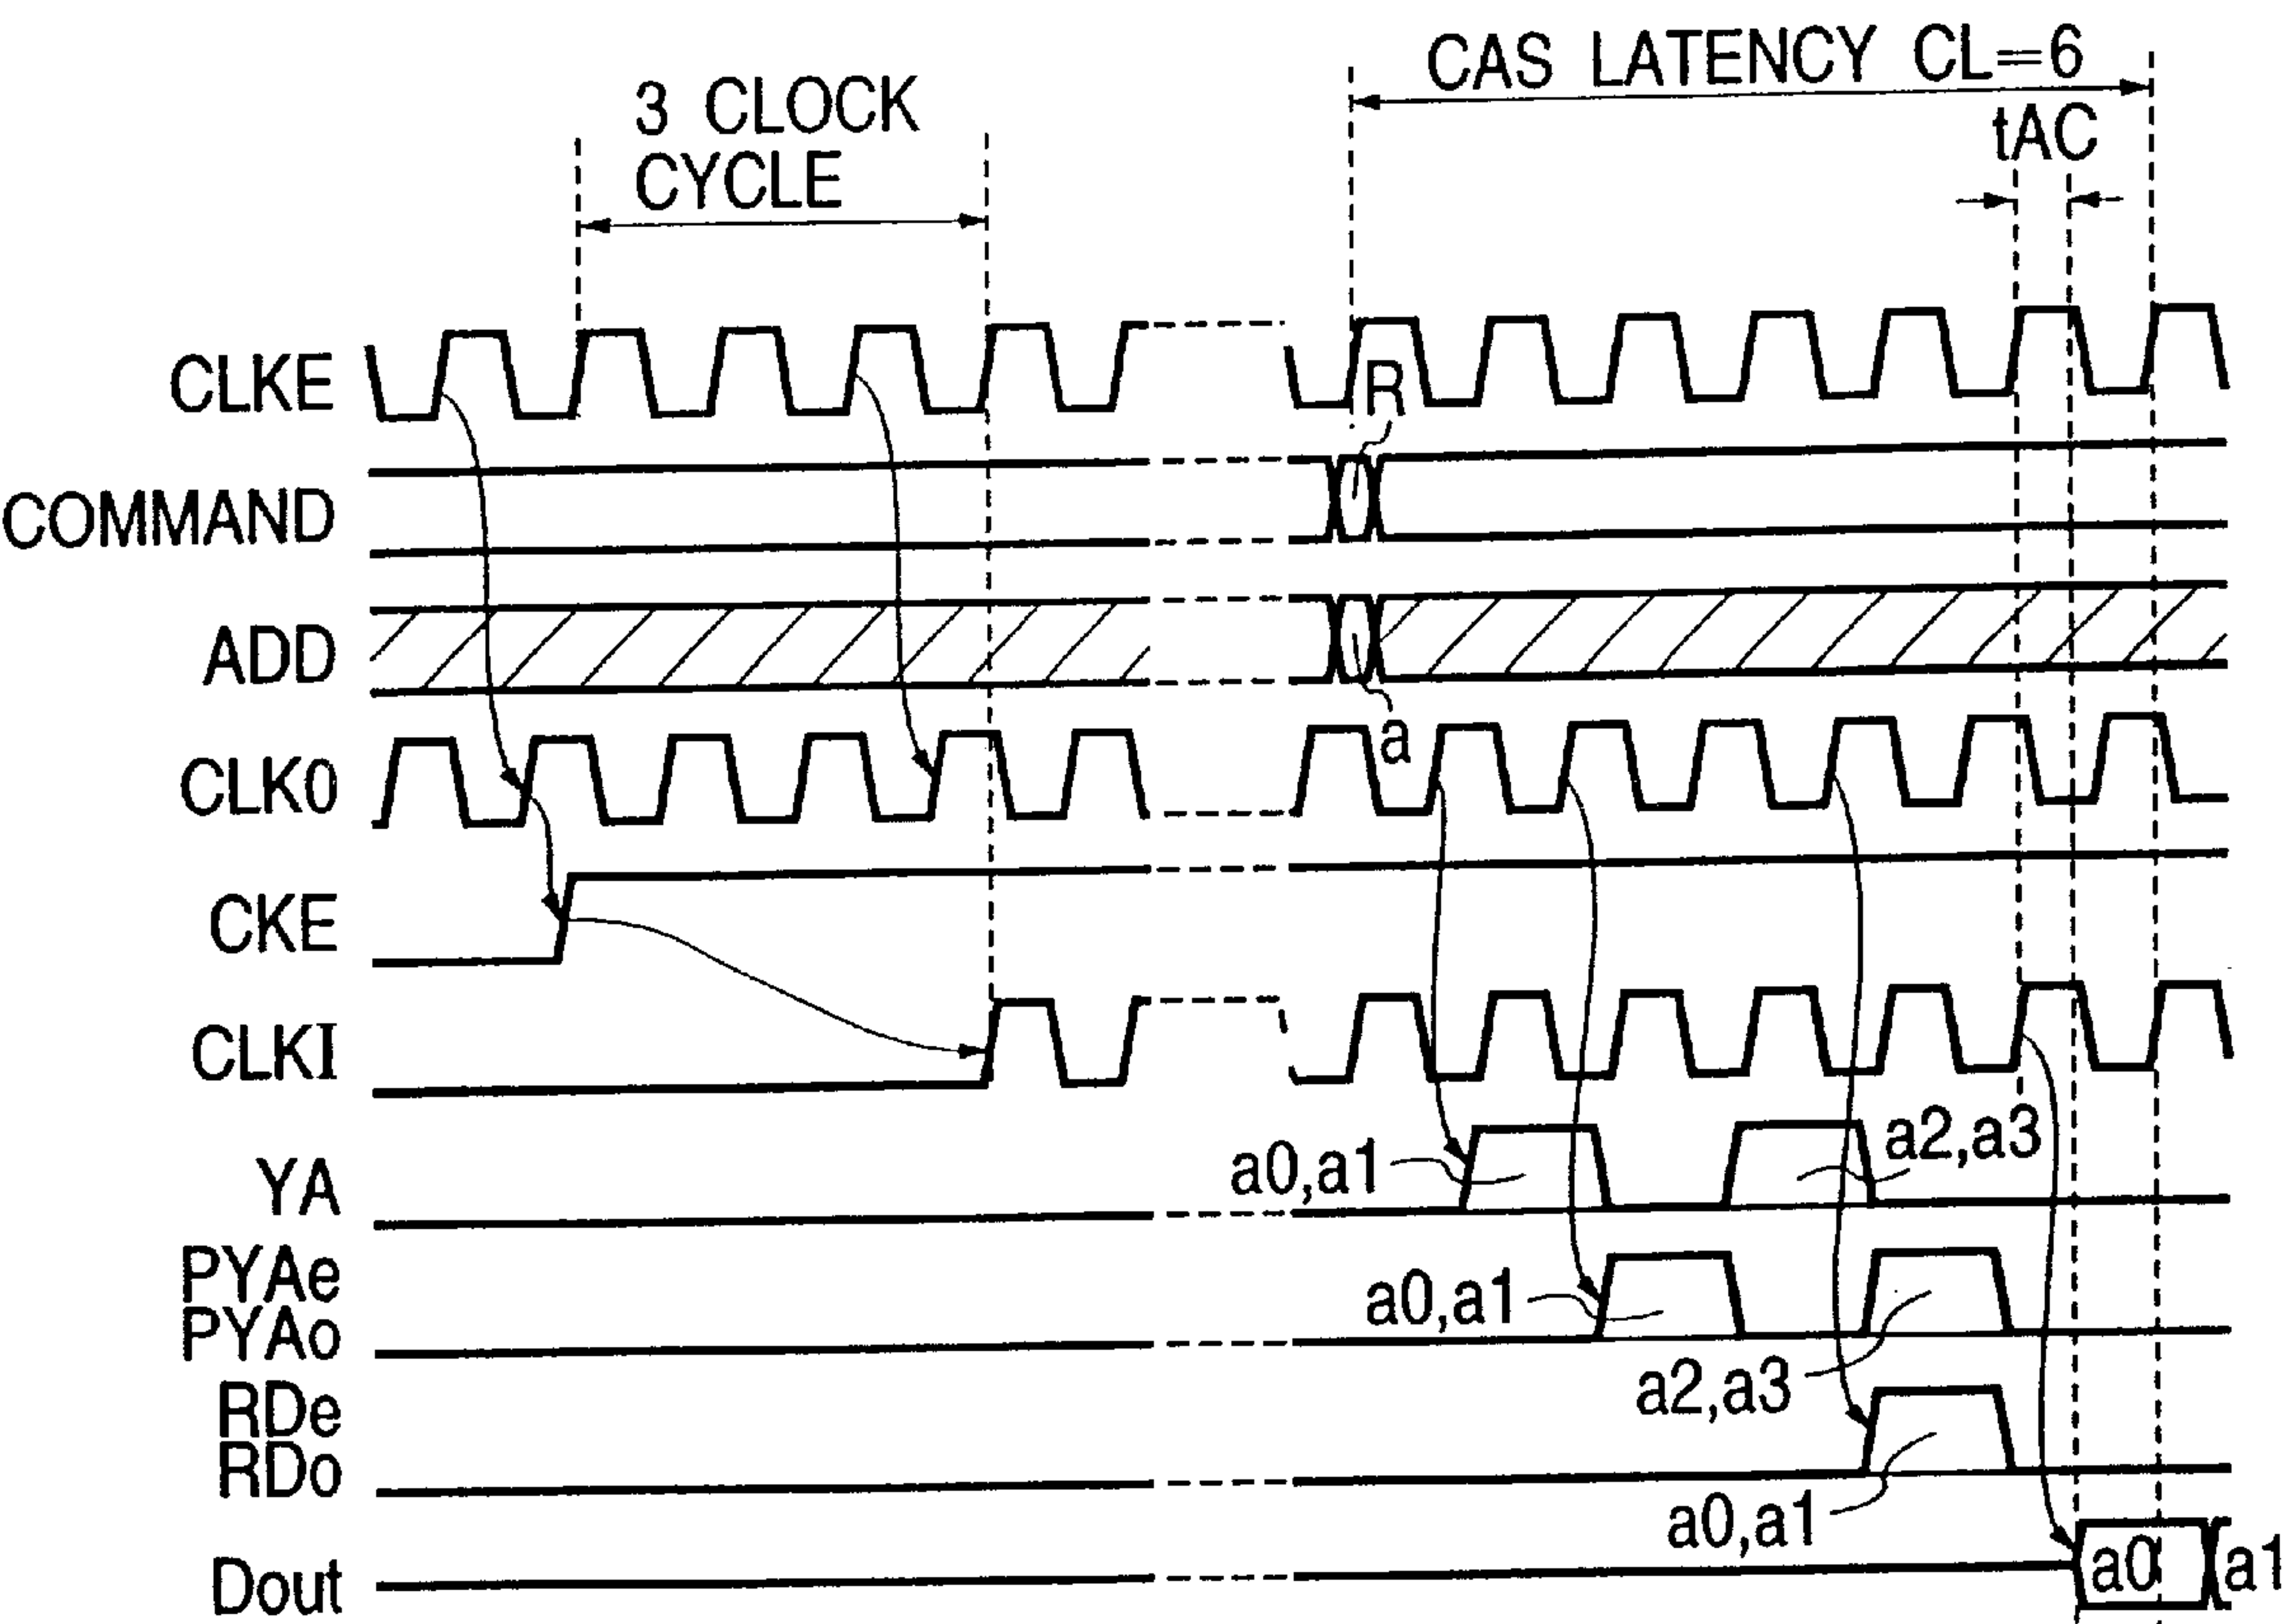 CAS LATENCY CL=6
3 CLOCK
CYCLE
tAC
CLKE
R
COMMAND
ADD
a
CLK0
CKE
CLKI
YA
a0,a1
a2,a3
PYAe
PYAo
a0,a1
a2,a3
RDe
RDo
a0,a1
Dout
a0
a1